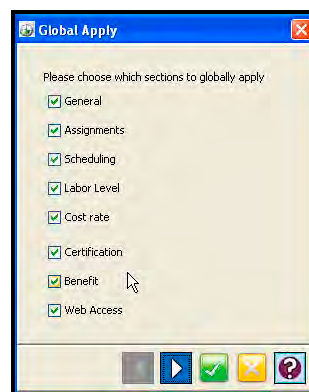 Global Apply
Please choose which sections to globally apply
General
Assignments
Scheduling
Labor Level
Cost rate
Certification
Benefit
Web Access
?